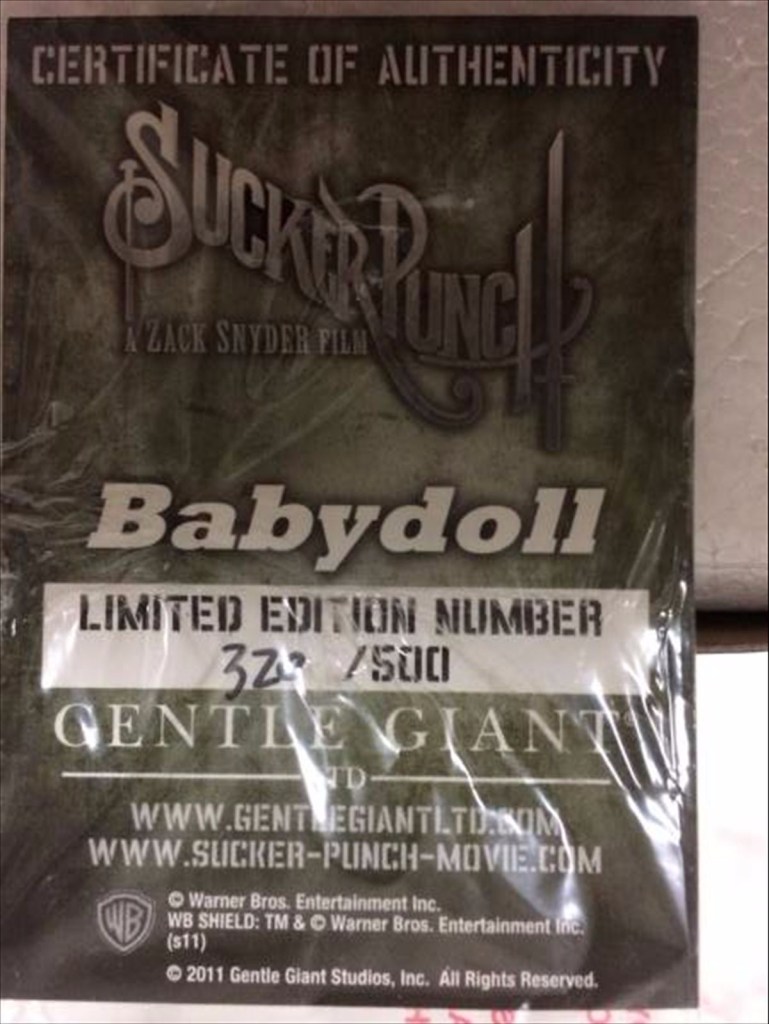 CERTIFICATE OF AUTHENTICITY
SUCKER PUNCH
A ZACK SNYDER FILM
Babydoll
LIMITED EDITION NUMBER
320 /500
GENTLE GIANT
LTD
WWW.GENTLEGIANTLTD.COM
WWW.SUCKER-PUNCH-MOVIE.COM
WB
© Warner Bros. Entertainment Inc.
WB SHIELD: TM & © Warner Bros. Entertainment Inc.
(s11)
© 2011 Gentle Giant Studios, Inc. All Rights Reserved.